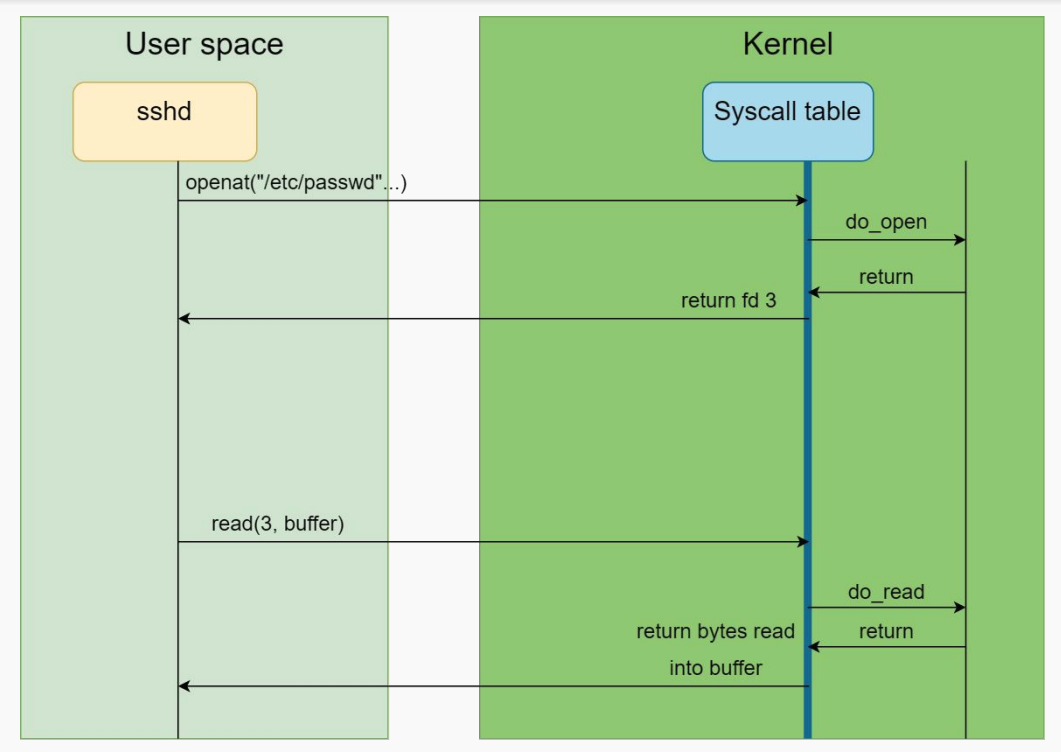 User space
Kernel
sshd
Syscall table
openat("/etc/passwd"...)
do_open
return
return fd 3
read(3, buffer)
do_read
return bytes read
return
into buffer